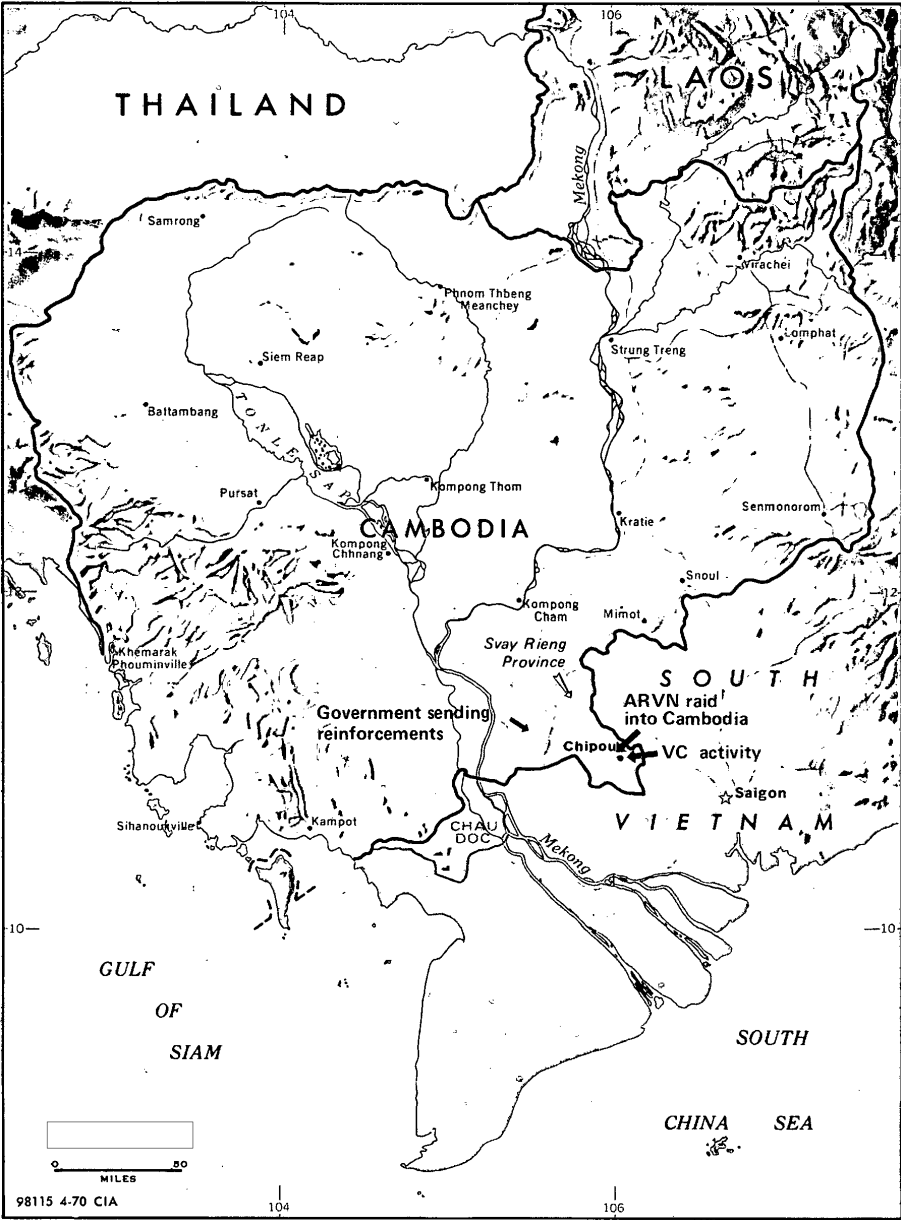 104
106
THAILAND
LAOS
Mekong
Samrong
14
Virachei
Phnom Thbeng
Meanchey
Lomphat
Siem Reap
Strung Treng
Battambang
TONLE SAP
Pursat
Kompong Thom
Senmonorom
CAMBODIA
Kratie
Kompong
Chhnang
Snoul
12
Kompong
Cham
Mimot
Svay Rieng
Province
Khemarak
Phouminville
SOUTH
ARVN raid
into Cambodia
Government sending
reinforcements
Chipou
VC activity
Saigon
Sihanoukville
Kampot
CHAU
DOC
VIETNAM
Mekong
10
10
GULF
OF
SIAM
SOUTH
CHINA SEA
0 50
MILES
98115 4-70 CIA
104
106